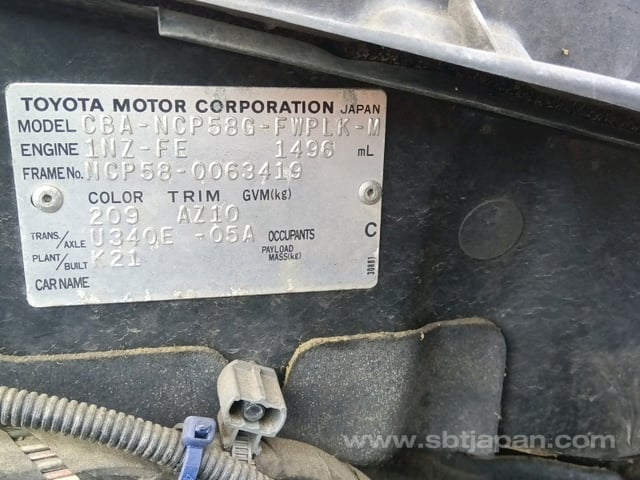 TOYOTA MOTOR CORPORATION JAPAN
MODEL CBA-NCP58G-FWPLK-M
ENGINE 1NZ-FE 1496 mL
FRAME No. NCP58-0063419
COLOR TRIM GVM(kg)
209 AZ10
TRANS./AXLE U340E -05A OCCUPANTS C
PLANT/BUILT K21 PAYLOAD MASS(kg)
CAR NAME
30881
www.sbtjapan.com